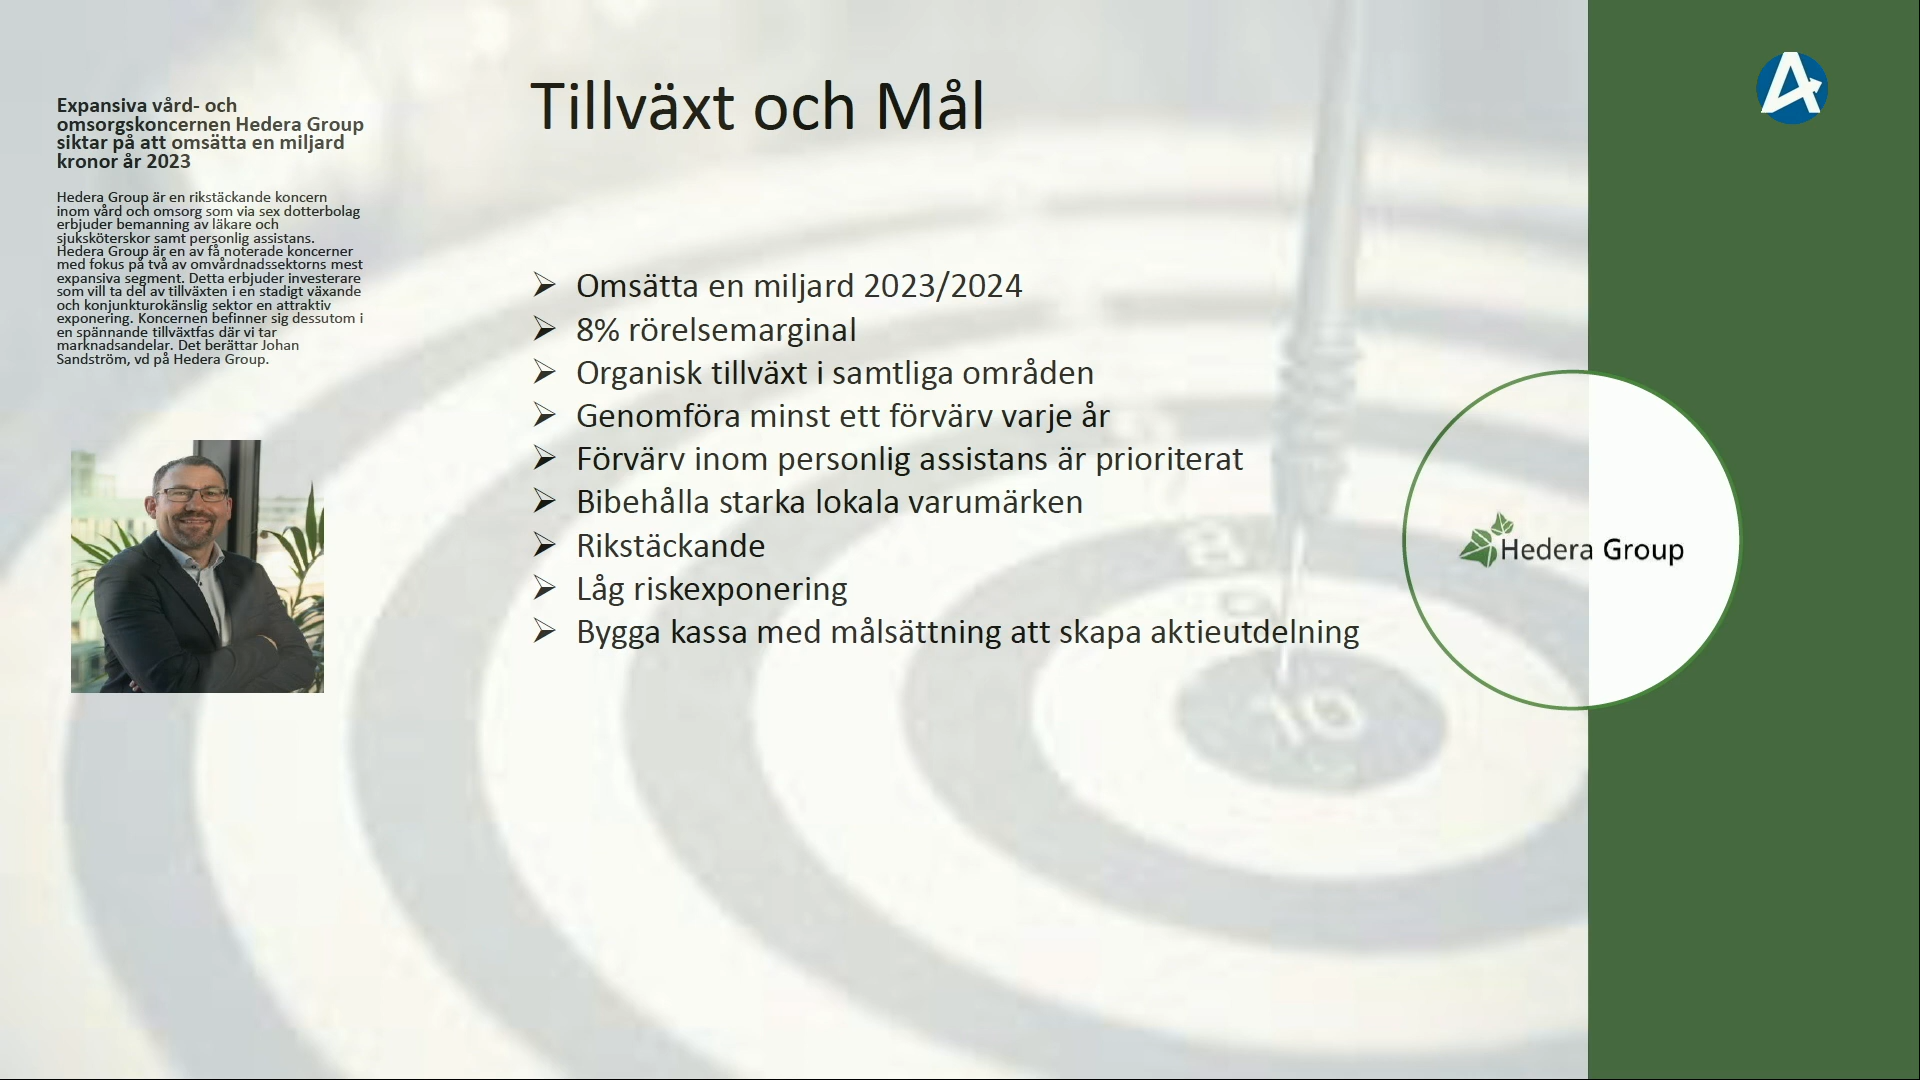 Expansiva vård- och
omsorgskoncernen Hedera Group
siktar på att omsätta en miljard
kronor år 2023
Hedera Group är en rikstäckande koncern
inom vård och omsorg som via sex dotterbolag
erbjuder bemanning av läkare och
sjuksköterskor samt personlig assistans.
Hedera Group är en av få noterade koncerner
med fokus på två av omvårdnadssektorns mest
expansiva segment. Detta erbjuder investerare
som vill ta del av tillväxten i en stadigt växande
och konjunkturokänslig sektor en attraktiv
exponering. Koncernen befinner sig dessutom i
en spännande tillväxtfas där vi tar
marknadsandelar. Det berättar Johan
Sandström, vd på Hedera Group.
Tillväxt och Mål
Omsätta en miljard 2023/2024
8% rörelsemarginal
Organisk tillväxt i samtliga områden
Genomföra minst ett förvärv varje år
Förvärv inom personlig assistans är prioriterat
Bibehålla starka lokala varumärken
Rikstäckande
Låg riskexponering
Bygga kassa med målsättning att skapa aktieutdelning
8
9
10
Hedera Group